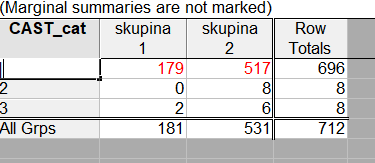 (Marginal summaries are not marked)
CAST_cat skupina 1 skupina 2 Row Totals
179 517 696
2 0 8 8
3 2 6 8
All Grps 181 531 712